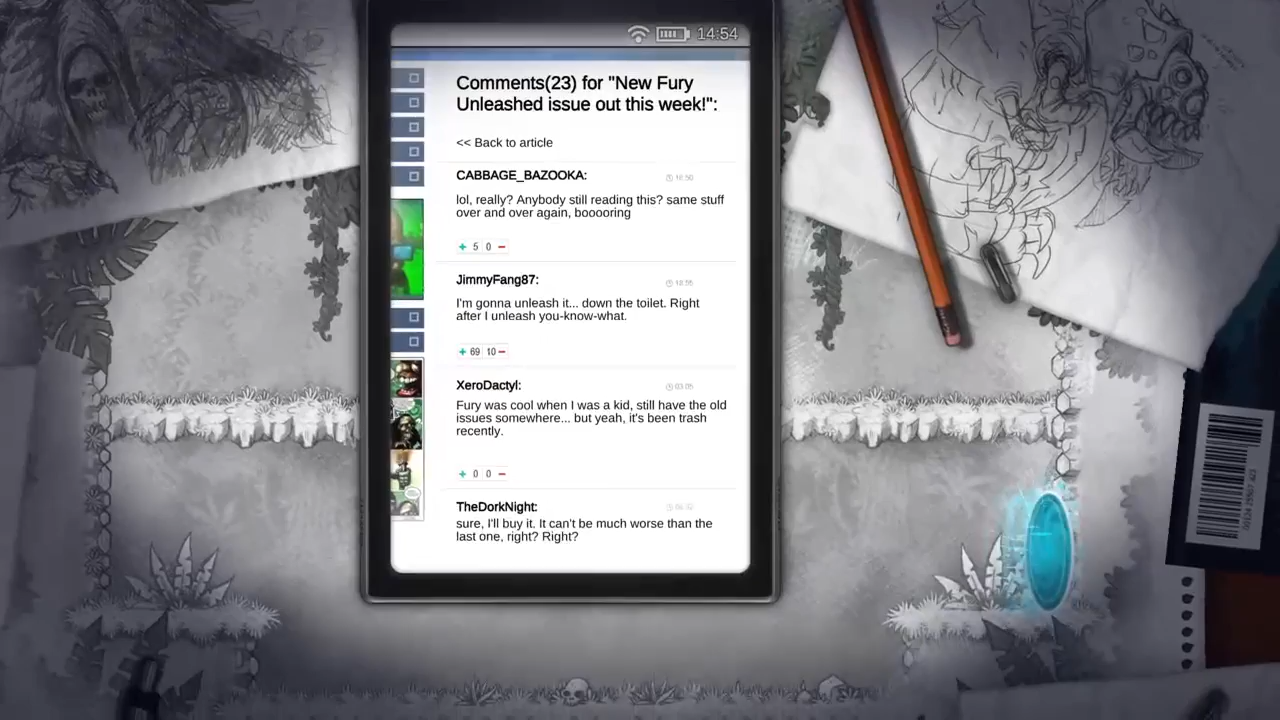 14:54
Comments(23) for "New Fury
Unleashed issue out this week!":
<< Back to article
CABBAGE_BAZOOKA:
lol, really? Anybody still reading this? same stuff
over and over again, booooring
+ 5 0 −
JimmyFang87:
I'm gonna unleash it... down the toilet. Right
after I unleash you-know-what.
+ 69 10 −
XeroDactyl:
03:05
Fury was cool when I was a kid, still have the old
issues somewhere... but yeah, it's been trash
recently.
+ 0 0 −
TheDorkNight:
sure, I'll buy it. It can't be much worse than the
last one, right? Right?